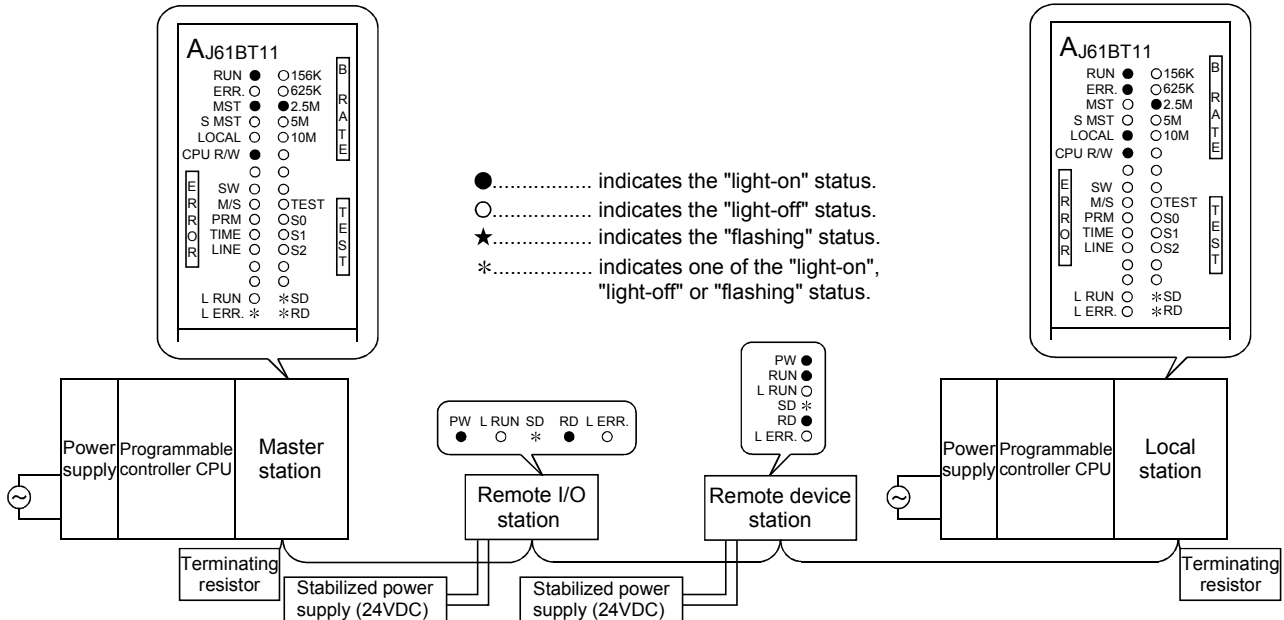 AJ61BT11
RUN ● ○ 156K
ERR. ○ ○ 625K
MST ● ● 2.5M
S MST ○ ○ 5M
LOCAL ○ ○ 10M
CPU R/W ● ○
○ ○
SW ○ ○
M/S ○ ○ TEST
PRM ○ ○ S0
TIME ○ ○ S1
LINE ○ ○ S2
○ ○
○ ○
L RUN ○ * SD
L ERR. * * RD
B RATE
ERROR
TEST
●................. indicates the "light-on" status.
○................. indicates the "light-off" status.
★................. indicates the "flashing" status.
*................. indicates one of the "light-on",
"light-off" or "flashing" status.
AJ61BT11
RUN ● ○ 156K
ERR. ● ○ 625K
MST ○ ● 2.5M
S MST ○ ○ 5M
LOCAL ● ○ 10M
CPU R/W ● ○
○ ○
SW ○ ○
M/S ○ ○ TEST
PRM ○ ○ S0
TIME ○ ○ S1
LINE ○ ○ S2
○ ○
○ ○
L RUN ○ * SD
L ERR. ○ * RD
B RATE
ERROR
TEST
PW L RUN SD RD L ERR.
● ○ * ● ○
PW ●
RUN ●
L RUN ○
SD *
RD ●
L ERR. ○
Power
supply
Programmable
controller CPU
Master
station
Remote I/O
station
Remote device
station
Power
supply
Programmable
controller CPU
Local
station
~
~
Terminating
resistor
Stabilized power
supply (24VDC)
Stabilized power
supply (24VDC)
Terminating
resistor